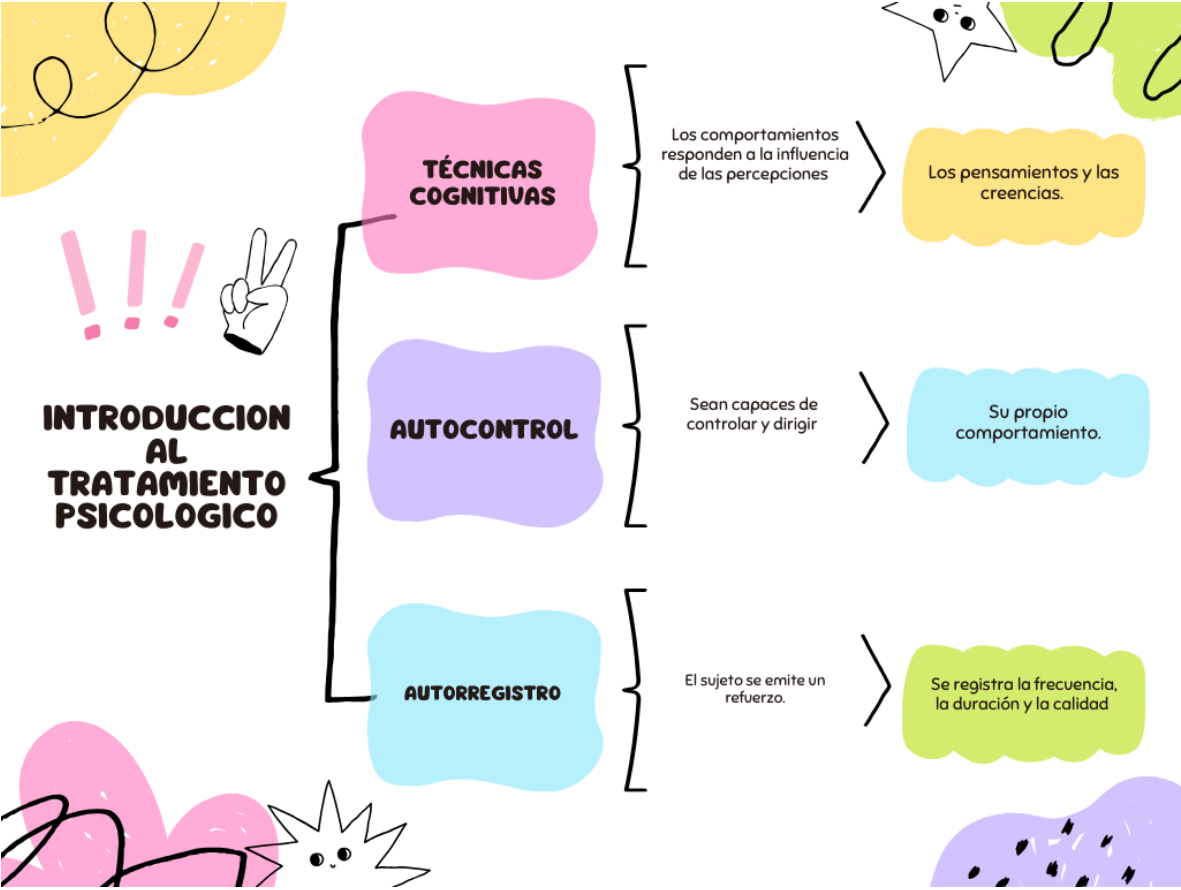 INTRODUCCION
AL
TRATAMIENTO
PSICOLOGICO
TÉCNICAS
COGNITIVAS
Los comportamientos
responden a la influencia
de las percepciones
Los pensamientos y las
creencias.
AUTOCONTROL
Sean capaces de
controlar y dirigir
Su propio
comportamiento.
AUTORREGISTRO
El sujeto se emite un
refuerzo.
Se registra la frecuencia,
la duración y la calidad